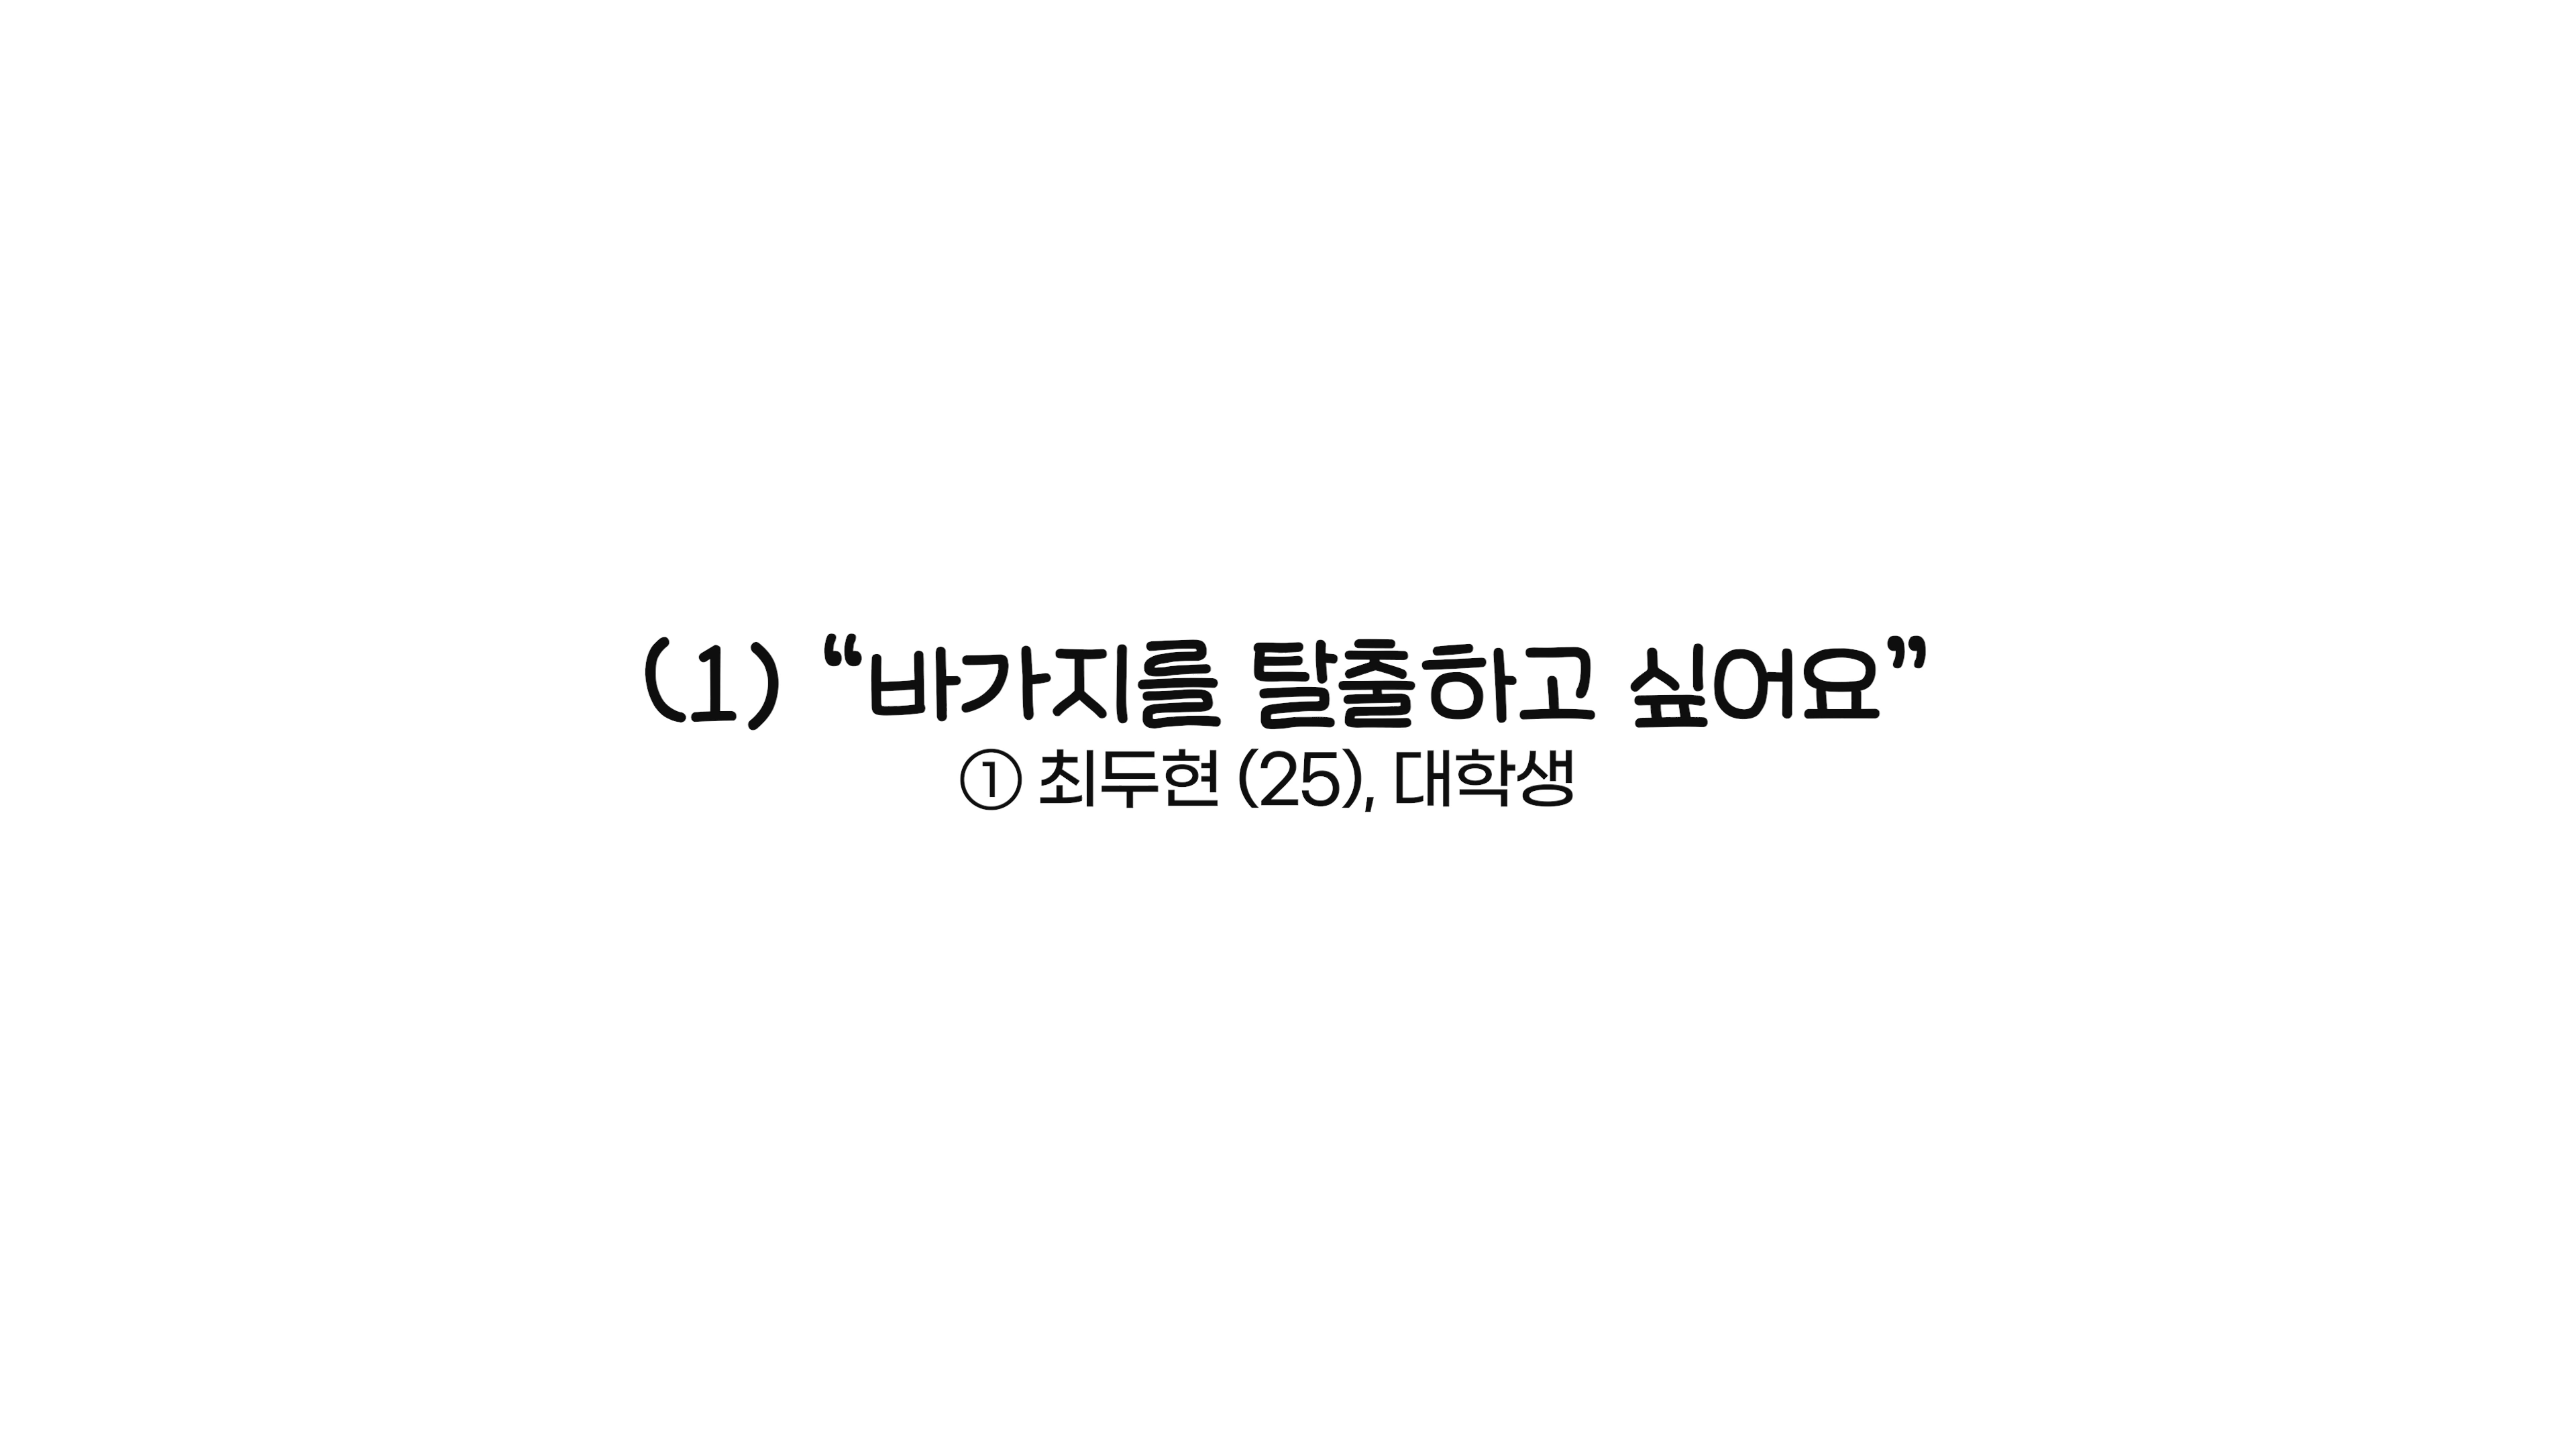 (1) “바가지를 탈출하고 싶어요”
① 최두현 (25), 대학생